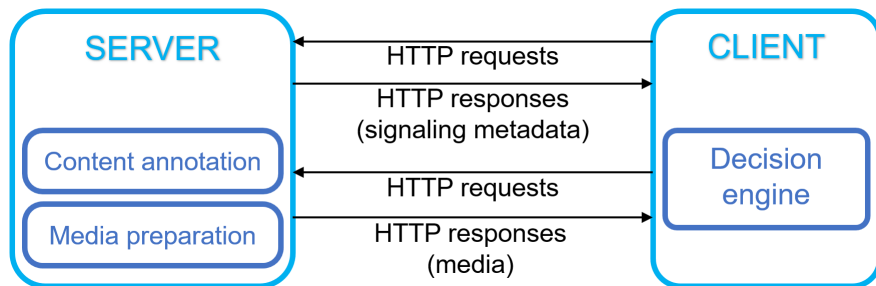 SERVER
Content annotation
Media preparation
HTTP requests
HTTP responses
(signaling metadata)
HTTP requests
HTTP responses
(media)
CLIENT
Decision
engine